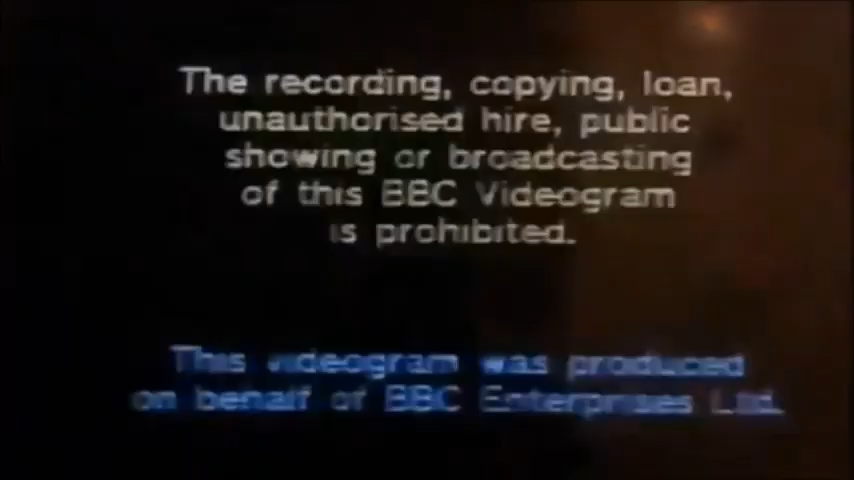 The recording, copying, loan,
unauthorised hire, public
showing or broadcasting
of this BBC Videogram
is prohibited.
This videogram was produced
on behalf of BBC Enterprises Ltd.